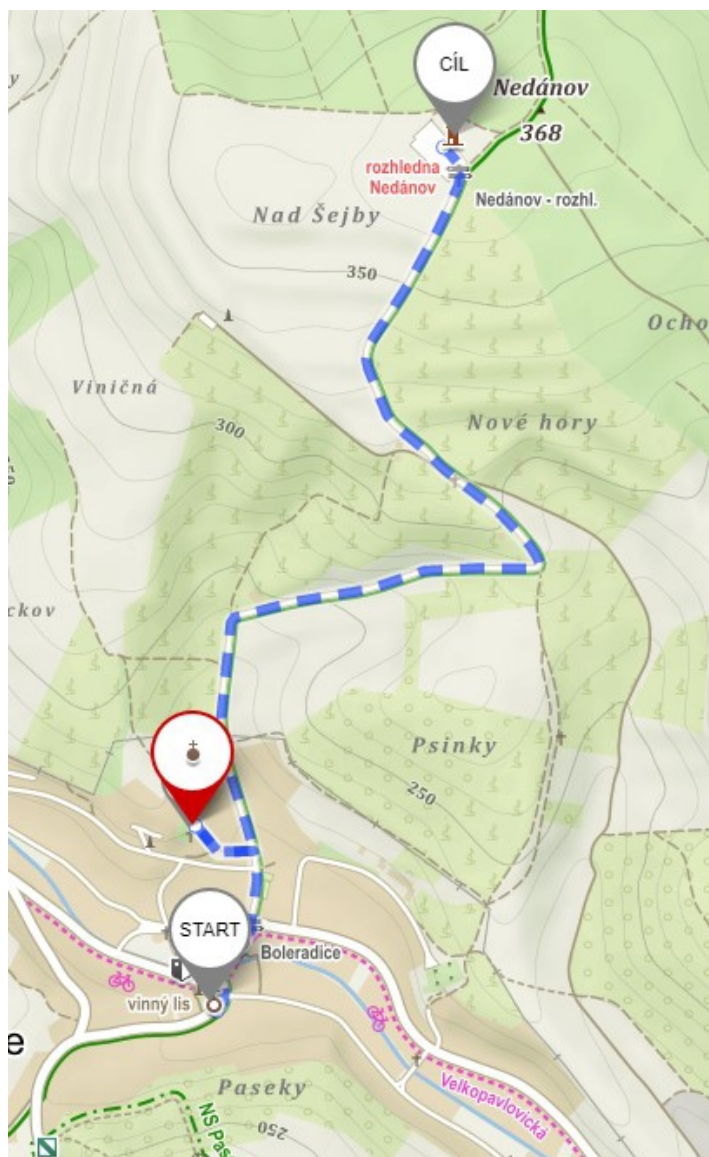 CÍL
Nedánov
368
rozhledna
Nedánov
Nedánov - rozhl.
Nad Šejby
350
Ocho
Viničná
Nové hory
300
ckov
Psinky
250
START
Boleradice
vinný lis
e
Velkopavlovická
Paseky
NS Pas
250